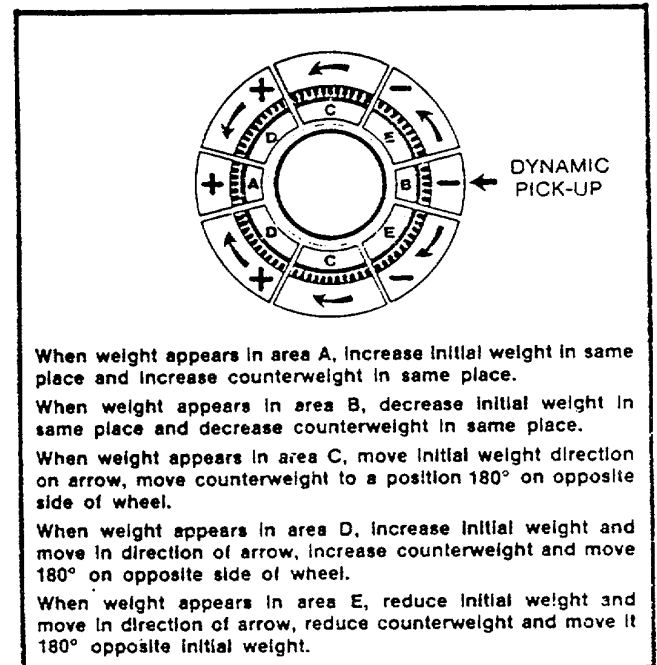 + C −
D E
+ A B − DYNAMIC
PICK-UP
D E
+ C −
When weight appears in area A, increase initial weight in same
place and increase counterweight in same place.
When weight appears in area B, decrease initial weight in
same place and decrease counterweight in same place.
When weight appears in area C, move initial weight direction
on arrow, move counterweight to a position 180° on opposite
side of wheel.
When weight appears in area D, increase initial weight and
move in direction of arrow, increase counterweight and move
180° on opposite side of wheel.
When weight appears in area E, reduce initial weight and
move in direction of arrow, reduce counterweight and move it
180° opposite initial weight.